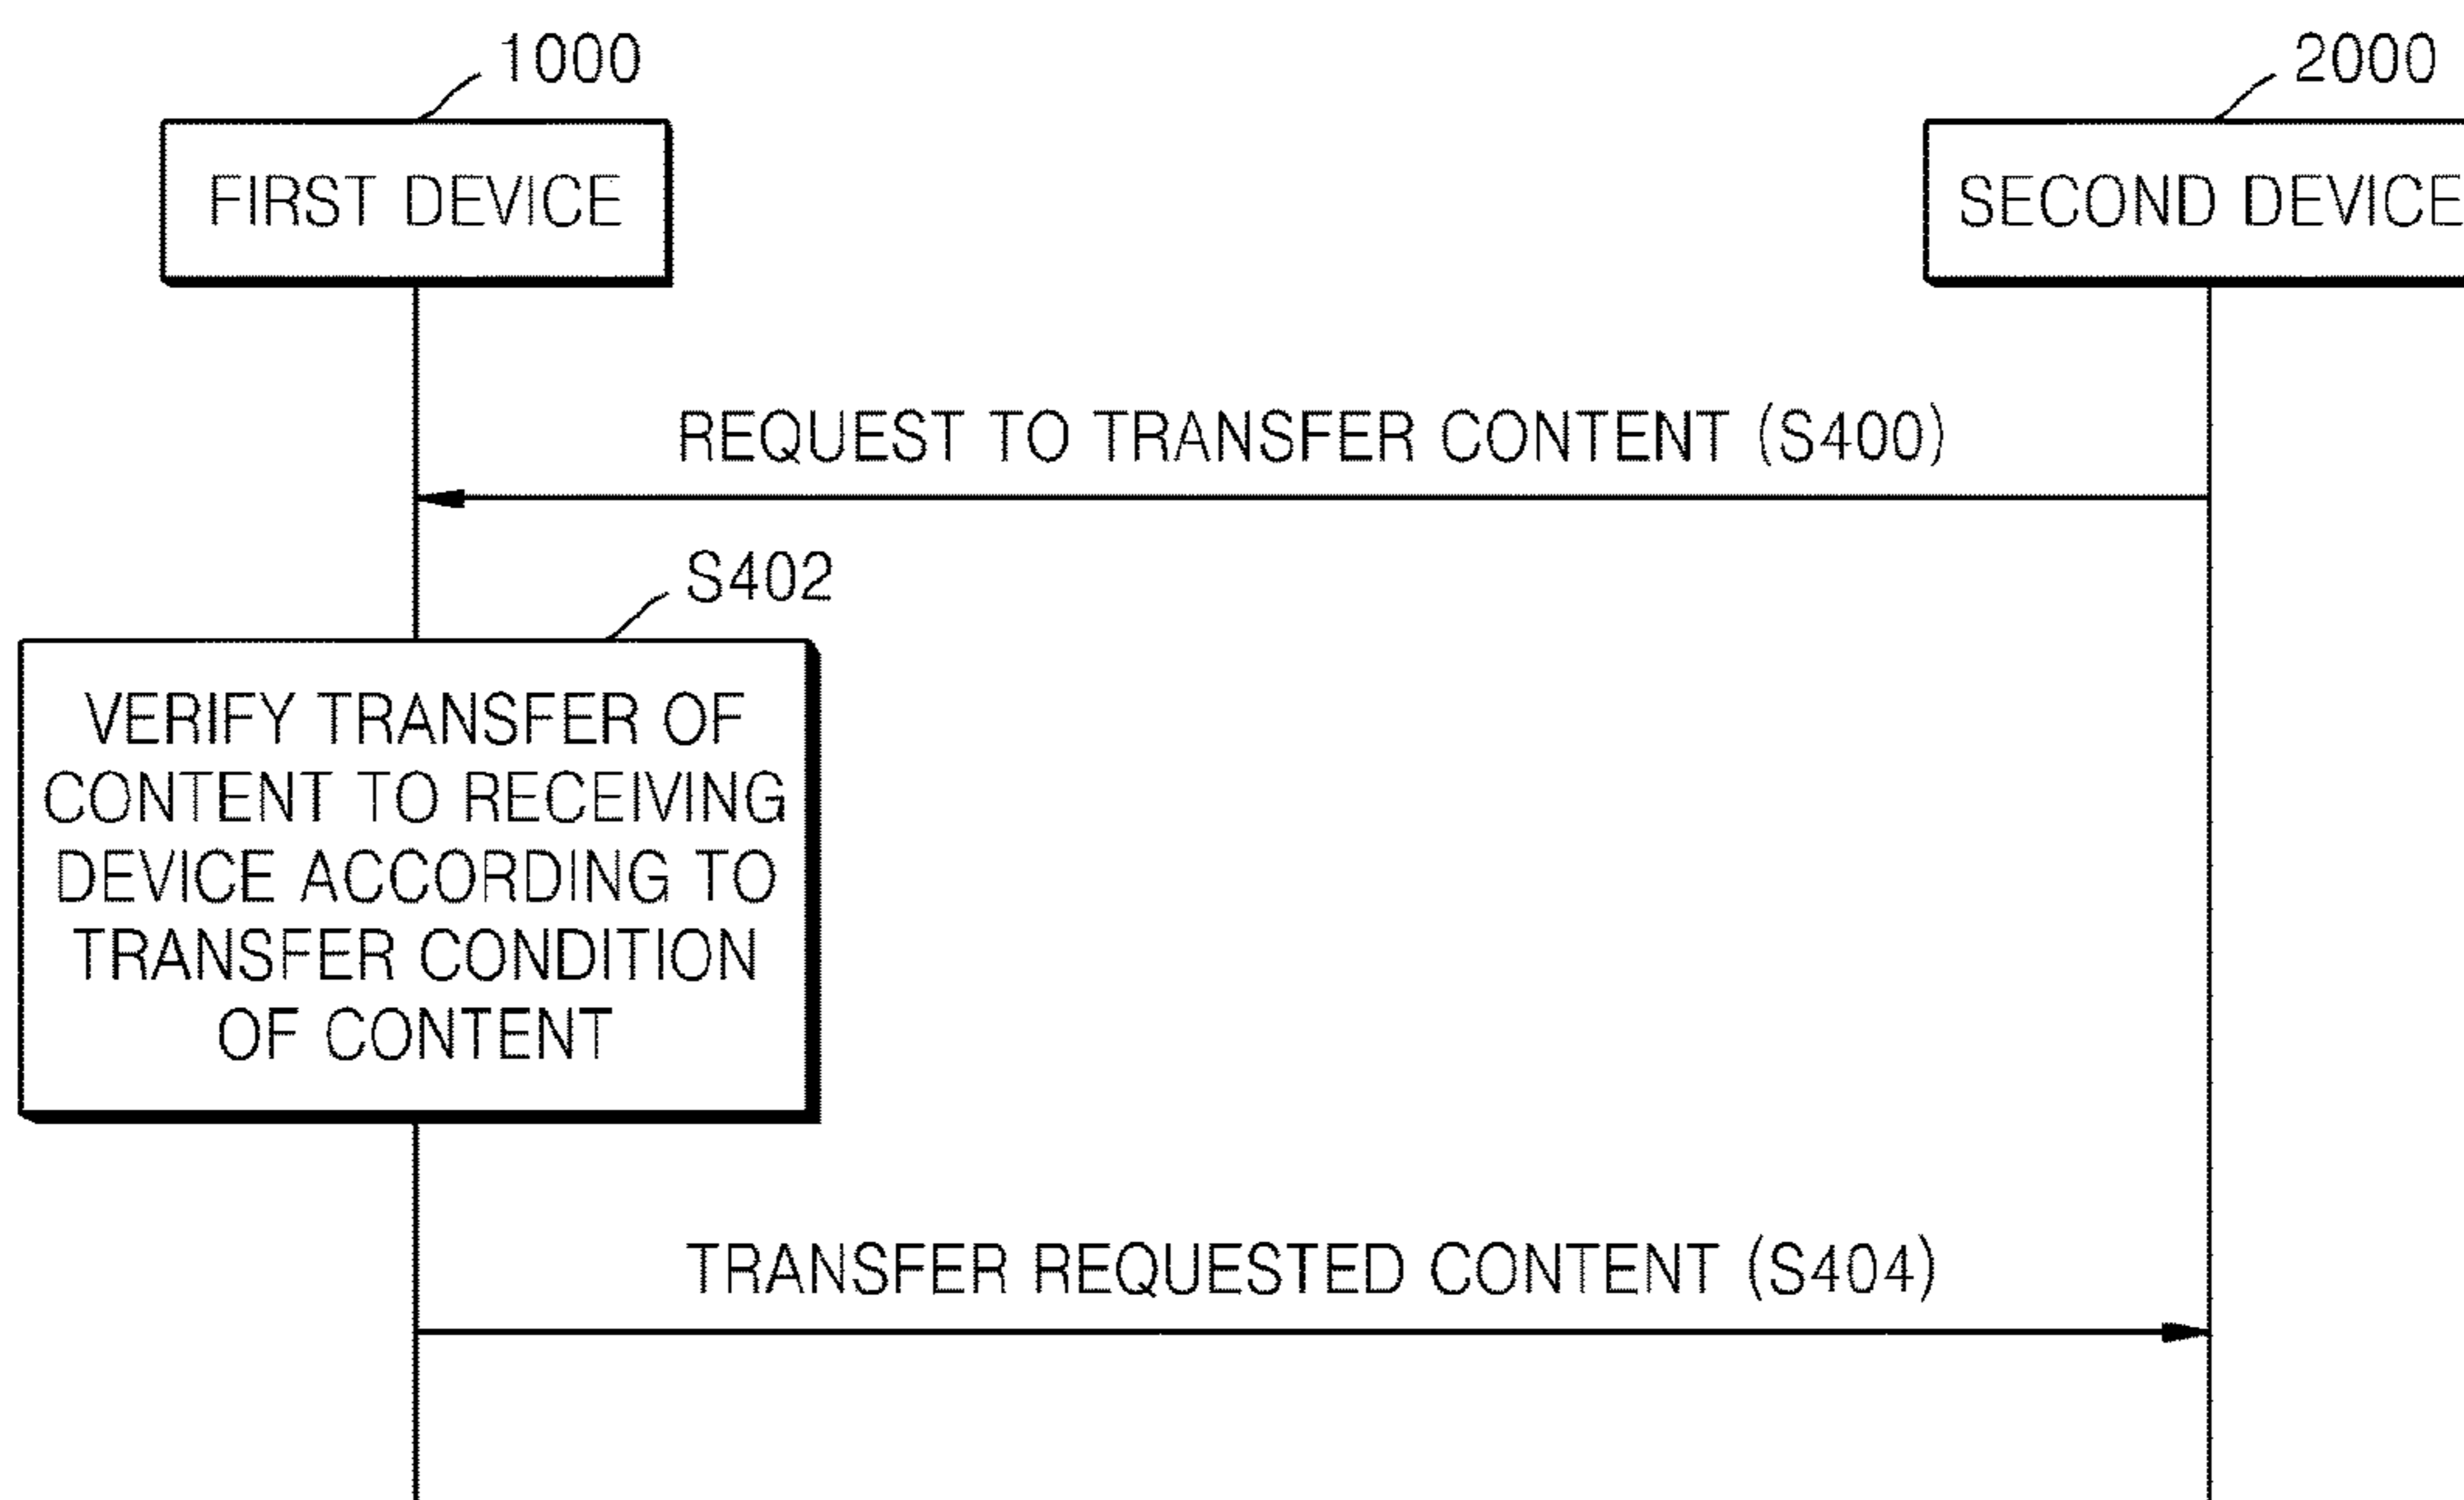 1000
2000
FIRST DEVICE
SECOND DEVICE
REQUEST TO TRANSFER CONTENT (S400)
S402
VERIFY TRANSFER OF
CONTENT TO RECEIVING
DEVICE ACCORDING TO
TRANSFER CONDITION
OF CONTENT
TRANSFER REQUESTED CONTENT (S404)